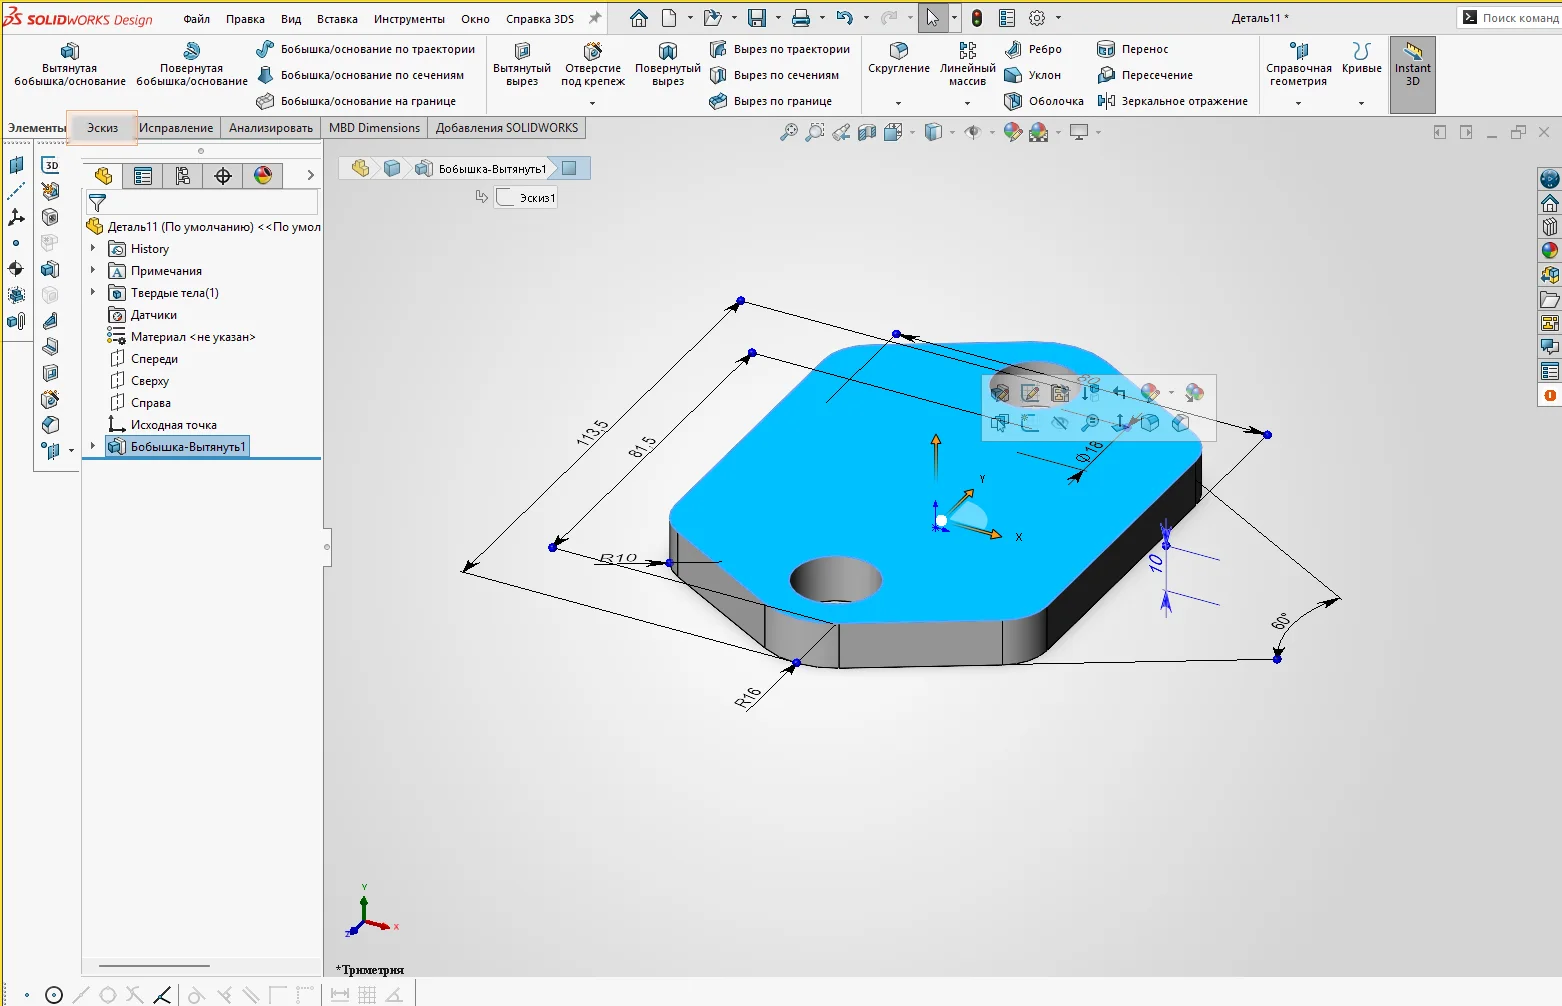 SOLIDWORKS Design
Файл Правка Вид Вставка Инструменты Окно Справка 3DS
Деталь11 *
Поиск команд
Вытянутая бобышка/основание
Повернутая бобышка/основание
Бобышка/основание по траектории
Бобышка/основание по сечениям
Бобышка/основание на границе
Вытянутый вырез
Отверстие под крепеж
Повернутый вырез
Вырез по траектории
Вырез по сечениям
Вырез по границе
Скругление
Линейный массив
Ребро
Уклон
Оболочка
Перенос
Пересечение
Зеркальное отражение
Справочная геометрия
Кривые
Instant 3D
Элементы Эскиз Исправление Анализировать MBD Dimensions Добавления SOLIDWORKS
3D
Деталь11 (По умолчанию) <<По умол
History
Примечания
Твердые тела(1)
Датчики
Материал <не указан>
Спереди
Сверху
Справа
Исходная точка
Бобышка-Вытянуть1
Бобышка-Вытянуть1
Эскиз1
113,5
81,5
80
Ø18
R10
R16
10
60°
Y
X
Y
X
Z
*Триметрия